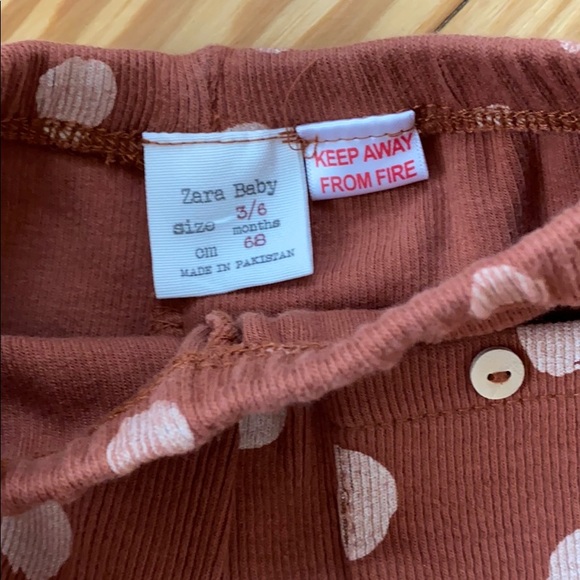 Zara Baby
size 3/6 months
cm 68
MADE IN PAKISTAN
KEEP AWAY
FROM FIRE